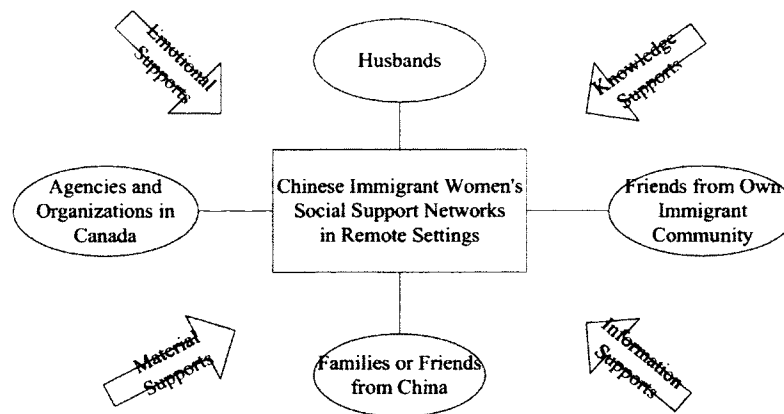 Emotional
Supports
Husbands
Knowledge
Supports
Agencies and
Organizations in
Canada
Chinese Immigrant Women's
Social Support Networks
in Remote Settings
Friends from Own
Immigrant
Community
Material
Supports
Families or Friends
from China
Information
Supports